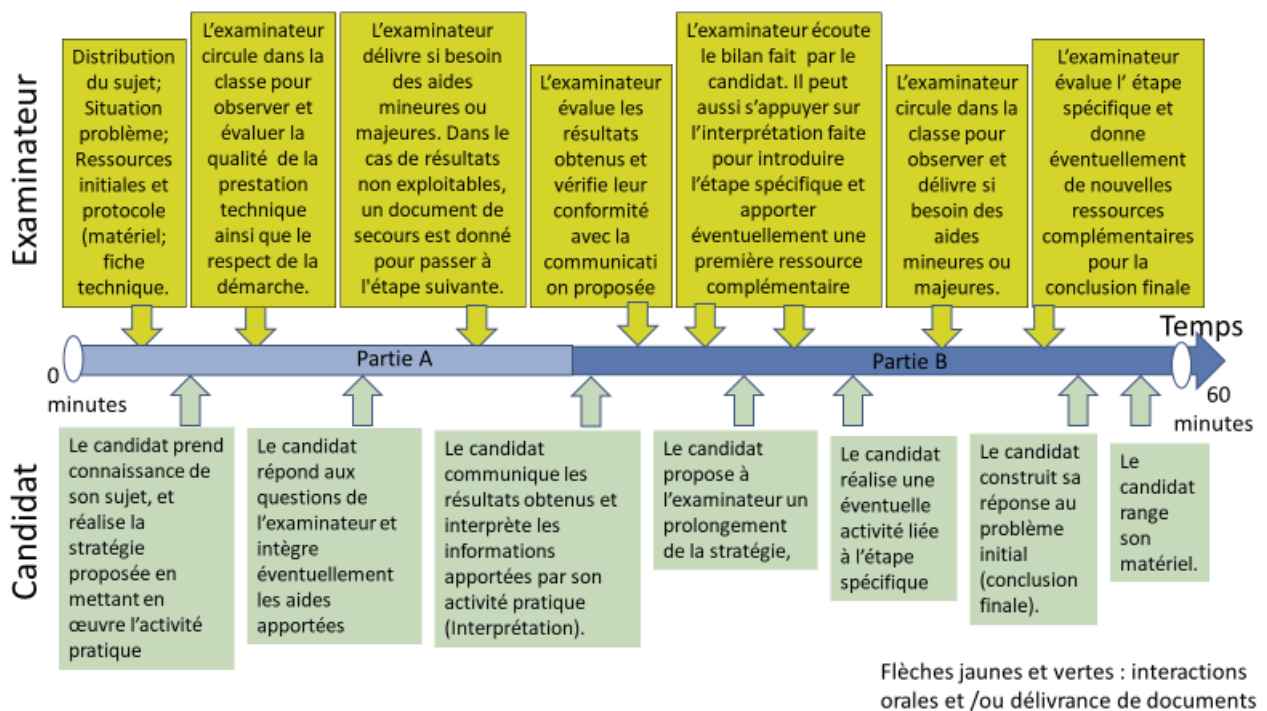 Examinateur
Distribution
du sujet;
Situation
problème;
Ressources
initiales et
protocole
(matériel;
fiche
technique.
L’examinateur
circule dans la
classe pour
observer et
évaluer la
qualité de la
prestation
technique
ainsi que le
respect de la
démarche.
L’examinateur
délivre si besoin
des aides
mineures ou
majeures. Dans le
cas de résultats
non exploitables,
un document de
secours est donné
pour passer à
l'étape suivante.
L’examinateur
évalue les
résultats
obtenus et
vérifie leur
conformité
avec la
communicati
on proposée
L’examinateur écoute
le bilan fait par le
candidat. Il peut
aussi s’appuyer sur
l’interprétation faite
pour introduire
l’étape spécifique et
apporter
éventuellement une
première ressource
complémentaire
L’examinateur
circule dans la
classe pour
observer et
délivre si
besoin des
aides
mineures ou
majeures.
L’examinateur
évalue l’ étape
spécifique et
donne
éventuellement
de nouvelles
ressources
complémentaires
pour la
conclusion finale
Temps
Partie A
Partie B
0
minutes
60
minutes
Candidat
Le candidat prend
connaissance de
son sujet, et
réalise la
stratégie
proposée en
mettant en
œuvre l’activité
pratique
Le candidat
répond aux
questions de
l’examinateur et
intègre
éventuellement
les aides
apportées
Le candidat
communique les
résultats obtenus et
interprète les
informations
apportées par son
activité pratique
(Interprétation).
Le candidat
propose à
l’examinateur un
prolongement
de la stratégie,
Le candidat
réalise une
éventuelle
activité liée
à l’étape
spécifique
Le candidat
construit sa
réponse au
problème
initial
(conclusion
finale).
Le
candidat
range
son
matériel.
Flèches jaunes et vertes : interactions
orales et /ou délivrance de documents